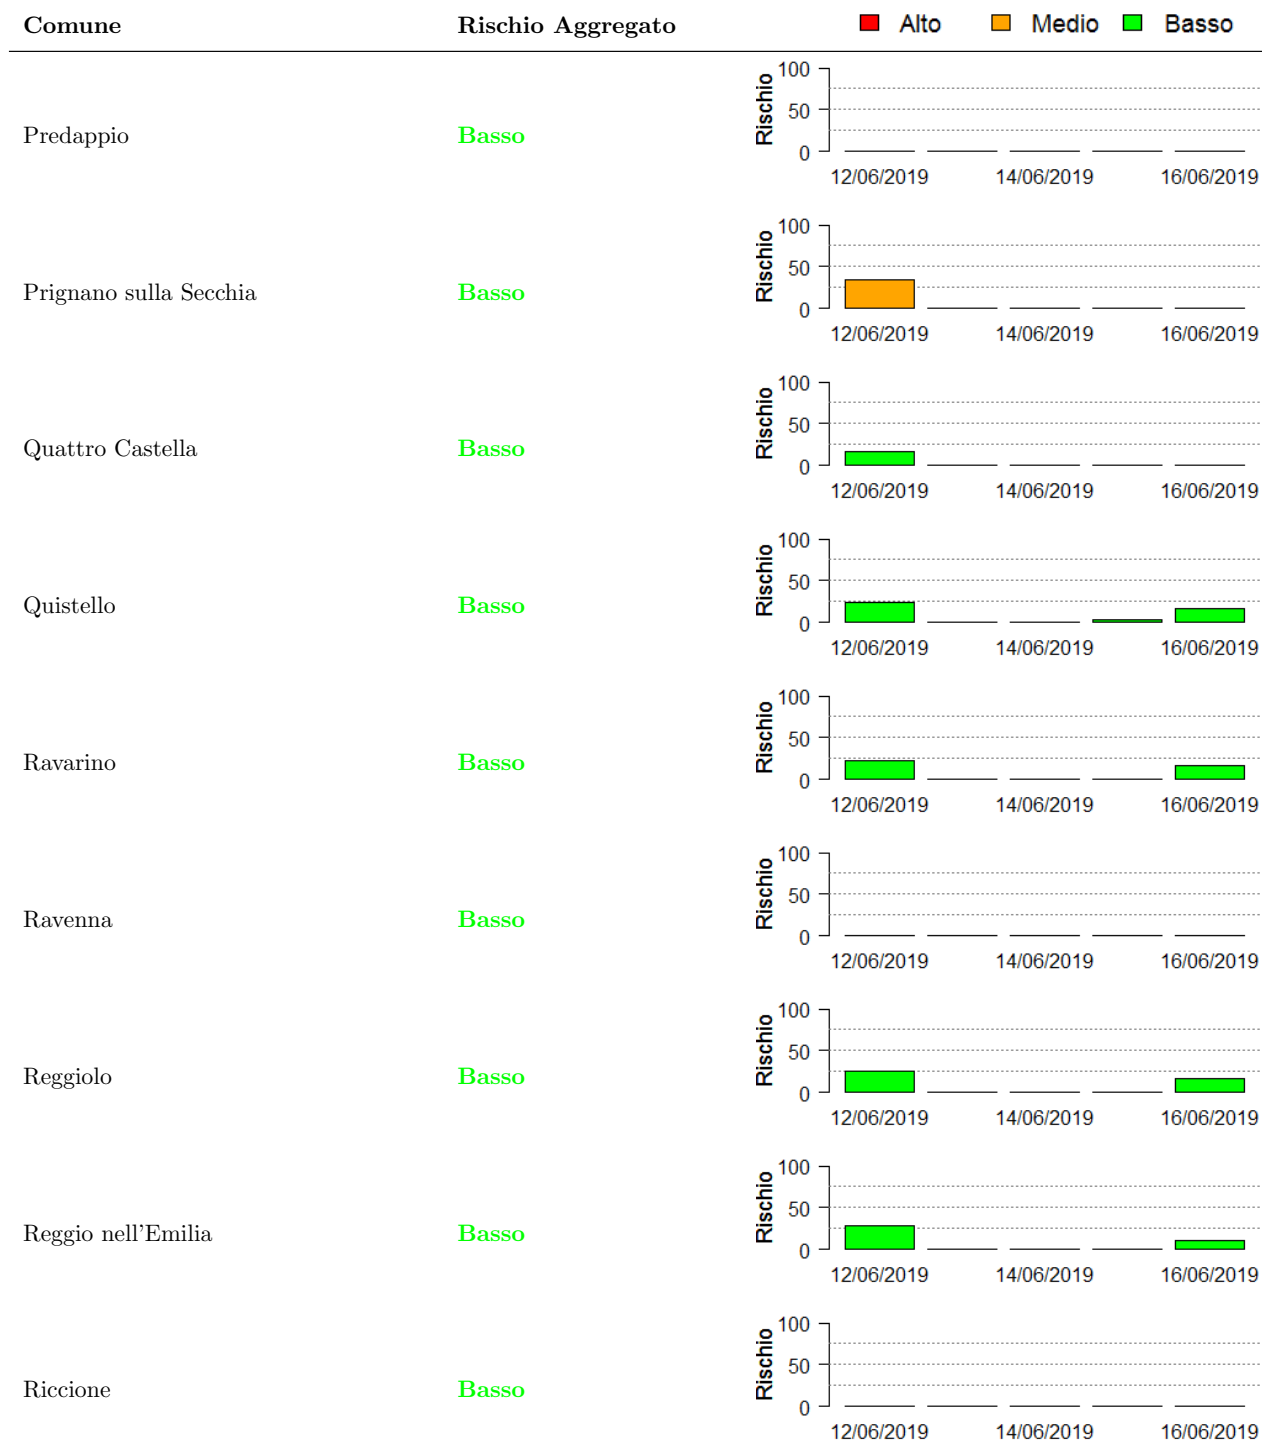 Comune Rischio Aggregato Alto Medio Basso
100
Rischio
50
Predappio Basso
0
12/06/2019 14/06/2019 16/06/2019
100
Rischio
50
Prignano sulla Secchia Basso
0
12/06/2019 14/06/2019 16/06/2019
100
Rischio
50
Quattro Castella Basso
0
12/06/2019 14/06/2019 16/06/2019
100
Rischio
50
Quistello Basso
0
12/06/2019 14/06/2019 16/06/2019
100
Rischio
50
Ravarino Basso
0
12/06/2019 14/06/2019 16/06/2019
100
Rischio
50
Ravenna Basso
0
12/06/2019 14/06/2019 16/06/2019
100
Rischio
50
Reggiolo Basso
0
12/06/2019 14/06/2019 16/06/2019
100
Rischio
50
Reggio nell'Emilia Basso
0
12/06/2019 14/06/2019 16/06/2019
100
Rischio
50
Riccione Basso
0
12/06/2019 14/06/2019 16/06/2019